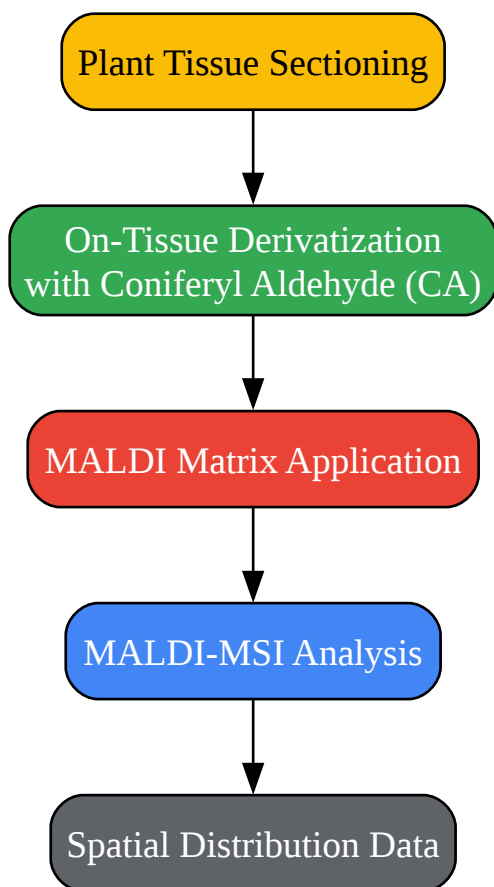 Plant Tissue Sectioning
On-Tissue Derivatization
with Coniferyl Aldehyde (CA)
MALDI Matrix Application
MALDI-MSI Analysis
Spatial Distribution Data